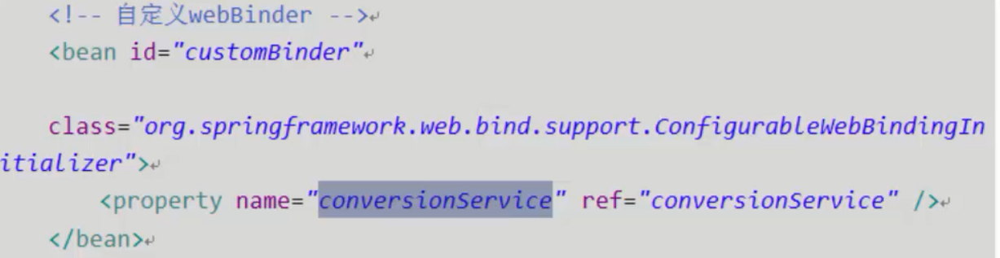 <!-- 自定义webBinder -->↵
<bean id="customBinder"↵
class="org.springframework.web.bind.support.ConfigurableWebBindingIn
itializer">↵
<property name="conversionService" ref="conversionService" />↵
</bean>↵